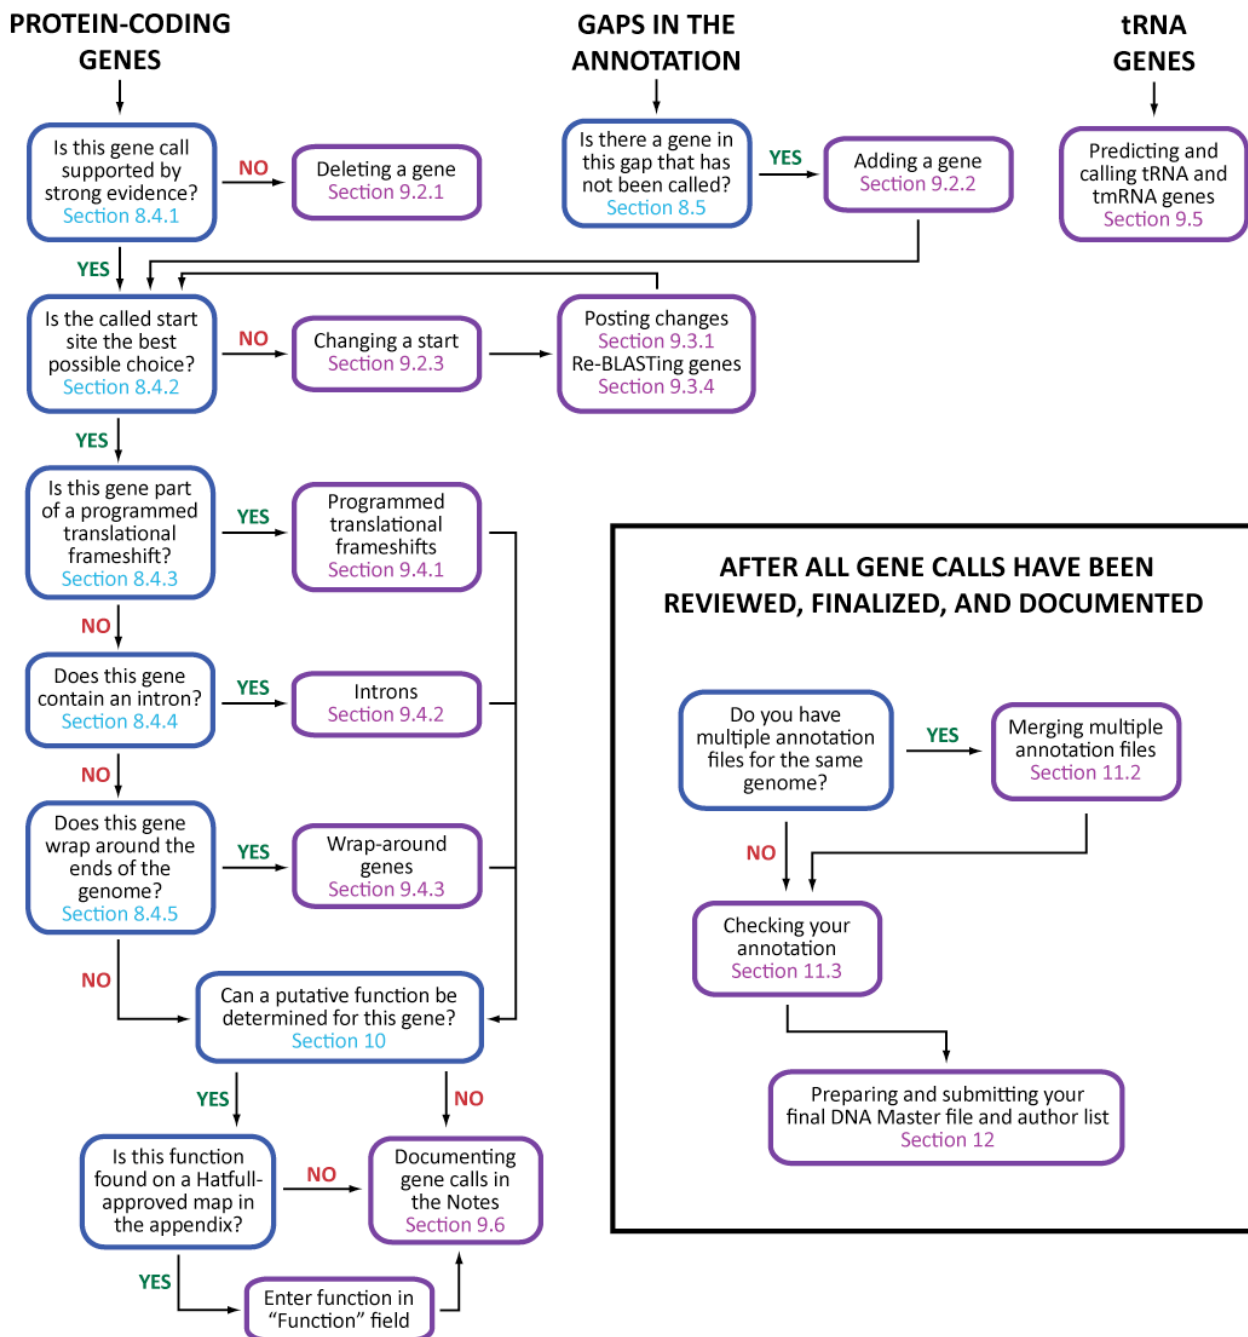 PROTEIN-CODING
GENES
GAPS IN THE
ANNOTATION
tRNA
GENES
Is this gene call
supported by
strong evidence?
Section 8.4.1
NO
Deleting a gene
Section 9.2.1
Is there a gene in
this gap that has
not been called?
Section 8.5
YES
Adding a gene
Section 9.2.2
Predicting and
calling tRNA and
tmRNA genes
Section 9.5
YES
Is the called start
site the best
possible choice?
Section 8.4.2
NO
Changing a start
Section 9.2.3
Posting changes
Section 9.3.1
Re-BLASTing genes
Section 9.3.4
YES
Is this gene part
of a programmed
translational
frameshift?
Section 8.4.3
YES
Programmed
translational
frameshifts
Section 9.4.1
NO
Does this gene
contain an intron?
Section 8.4.4
YES
Introns
Section 9.4.2
NO
Does this gene
wrap around the
ends of the
genome?
Section 8.4.5
YES
Wrap-around
genes
Section 9.4.3
NO
Can a putative function be
determined for this gene?
Section 10
YES
NO
Is this function
found on a Hatfull-
approved map in
the appendix?
NO
Documenting
gene calls in
the Notes
Section 9.6
YES
Enter function in
“Function” field
AFTER ALL GENE CALLS HAVE BEEN
REVIEWED, FINALIZED, AND DOCUMENTED
Do you have
multiple annotation
files for the same
genome?
YES
Merging multiple
annotation files
Section 11.2
NO
Checking your
annotation
Section 11.3
Preparing and submitting your
final DNA Master file and author list
Section 12